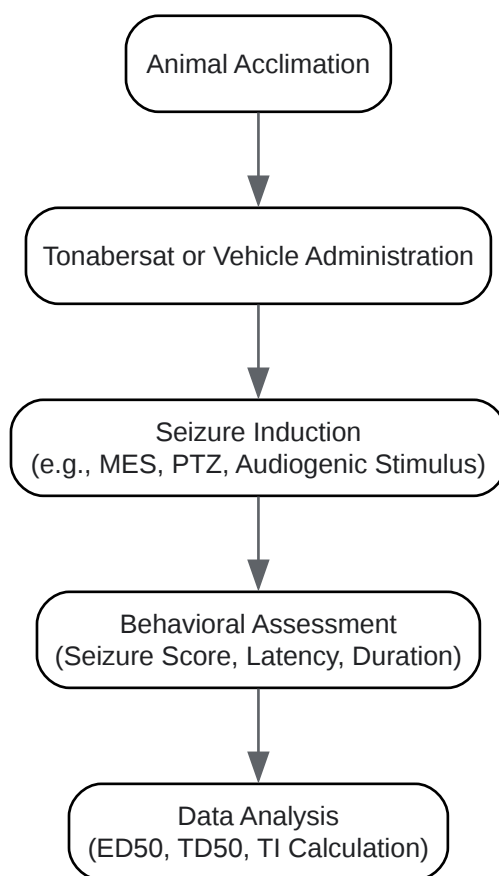 Animal Acclimation
Tonabersat or Vehicle Administration
Seizure Induction
(e.g., MES, PTZ, Audiogenic Stimulus)
Behavioral Assessment
(Seizure Score, Latency, Duration)
Data Analysis
(ED50, TD50, TI Calculation)